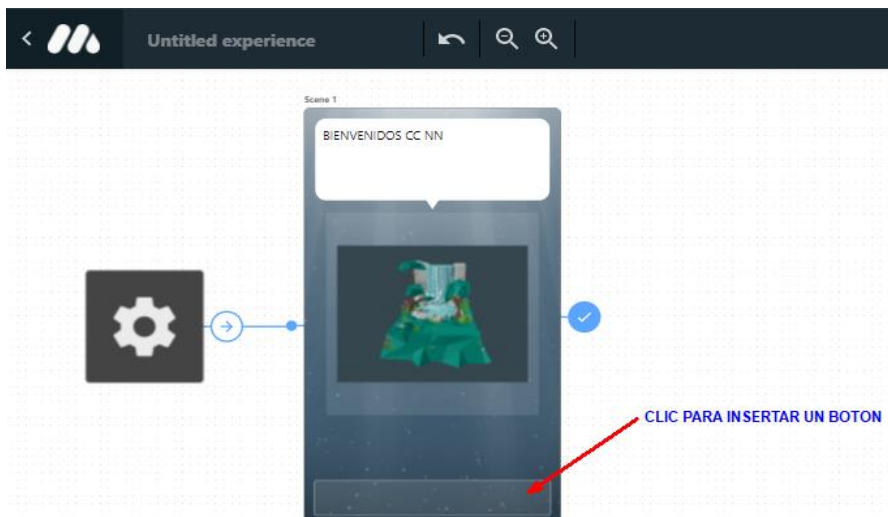 Untitled experience
Scene 1
BIENVENIDOS CC NN
CLIC PARA INSERTAR UN BOTON